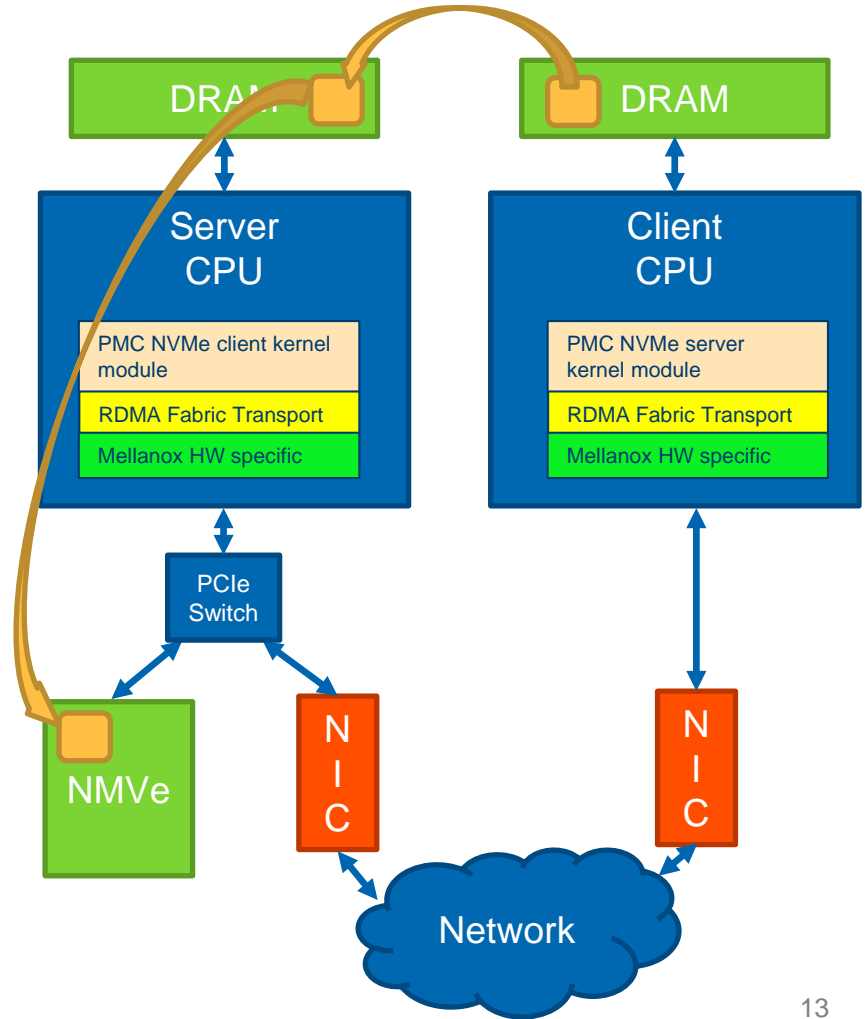 DRAM
DRAM
Server
CPU
PMC NVMe client kernel
module
RDMA Fabric Transport
Mellanox HW specific
Client
CPU
PMC NVMe server
kernel module
RDMA Fabric Transport
Mellanox HW specific
PCIe
Switch
NMVe
N
I
C
N
I
C
Network
13